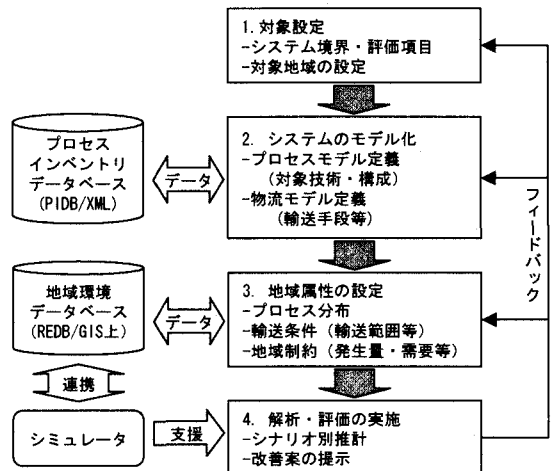 1.対象設定
−システム境界・評価項目
−対象地域の設定
プロセス
インベントリ
データベース
(PIDB/XML)
データ
2. システムのモデル化
−プロセスモデル定義
(対象技術・構成)
−物流モデル定義
(輸送手段等)
フィードバック
地域環境
データベース
(REDB/GIS上)
データ
3. 地域属性の設定
−プロセス分布
−輸送条件（輸送範囲等）
−地域制約（発生量・需要等）
連携
シミュレータ
支援
4. 解析・評価の実施
−シナリオ別推計
−改善案の提示